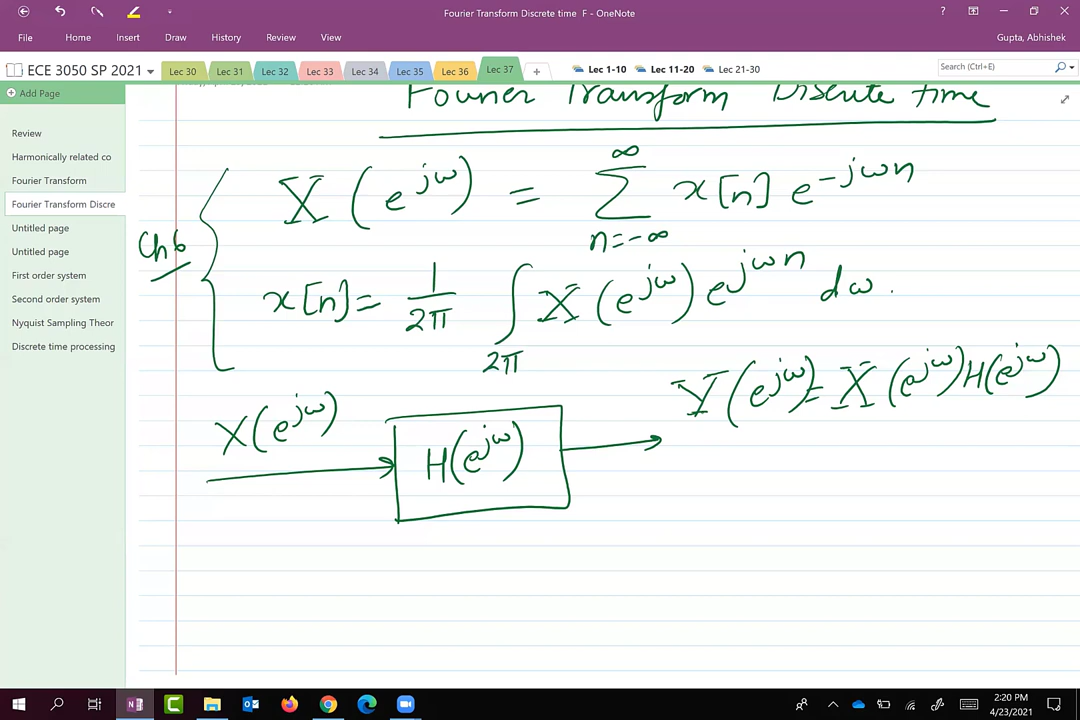 Fourier Transform Discrete time F - OneNote
Gupta, Abhishek
File Home Insert Draw History Review View
ECE 3050 SP 2021 Lec 30 Lec 31 Lec 32 Lec 33 Lec 34 Lec 35 Lec 36 Lec 37 Lec 1-10 Lec 11-20 Lec 21-30 Search (Ctrl+E)
Add Page
Review
Harmonically related co
Fourier Transform
Fourier Transform Discre
Untitled page
Untitled page
First order system
Second order system
Nyquist Sampling Theor
Discrete time processing
Fourier Transform Discrete time
Ch6
X(e^{jω}) = ∑_{n=-∞}^{∞} x[n] e^{-jωn}
x[n] = 1/2π ∫_{2π} X(e^{jω}) e^{jωn} dω.
X(e^{jω})
H(e^{jω})
Y(e^{jω}) = X(e^{jω})H(e^{jω})
2:20 PM
4/23/2021